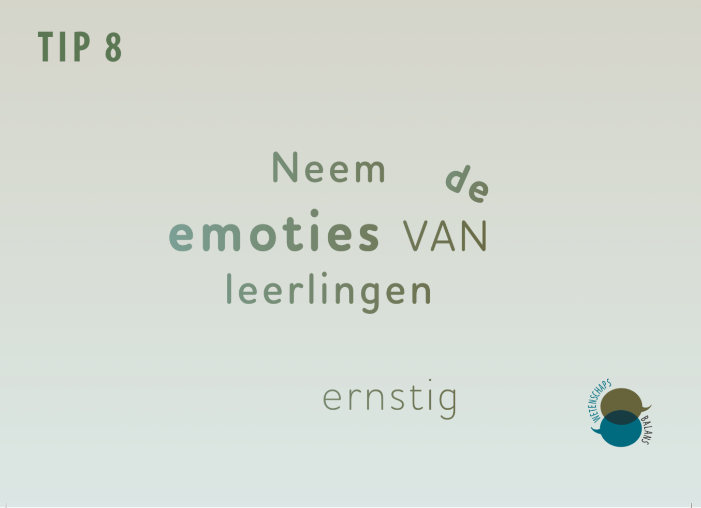 TIP 8
Neem de
emoties VAN
leerlingen
ernstig
WETENSCHAPS
BALANS